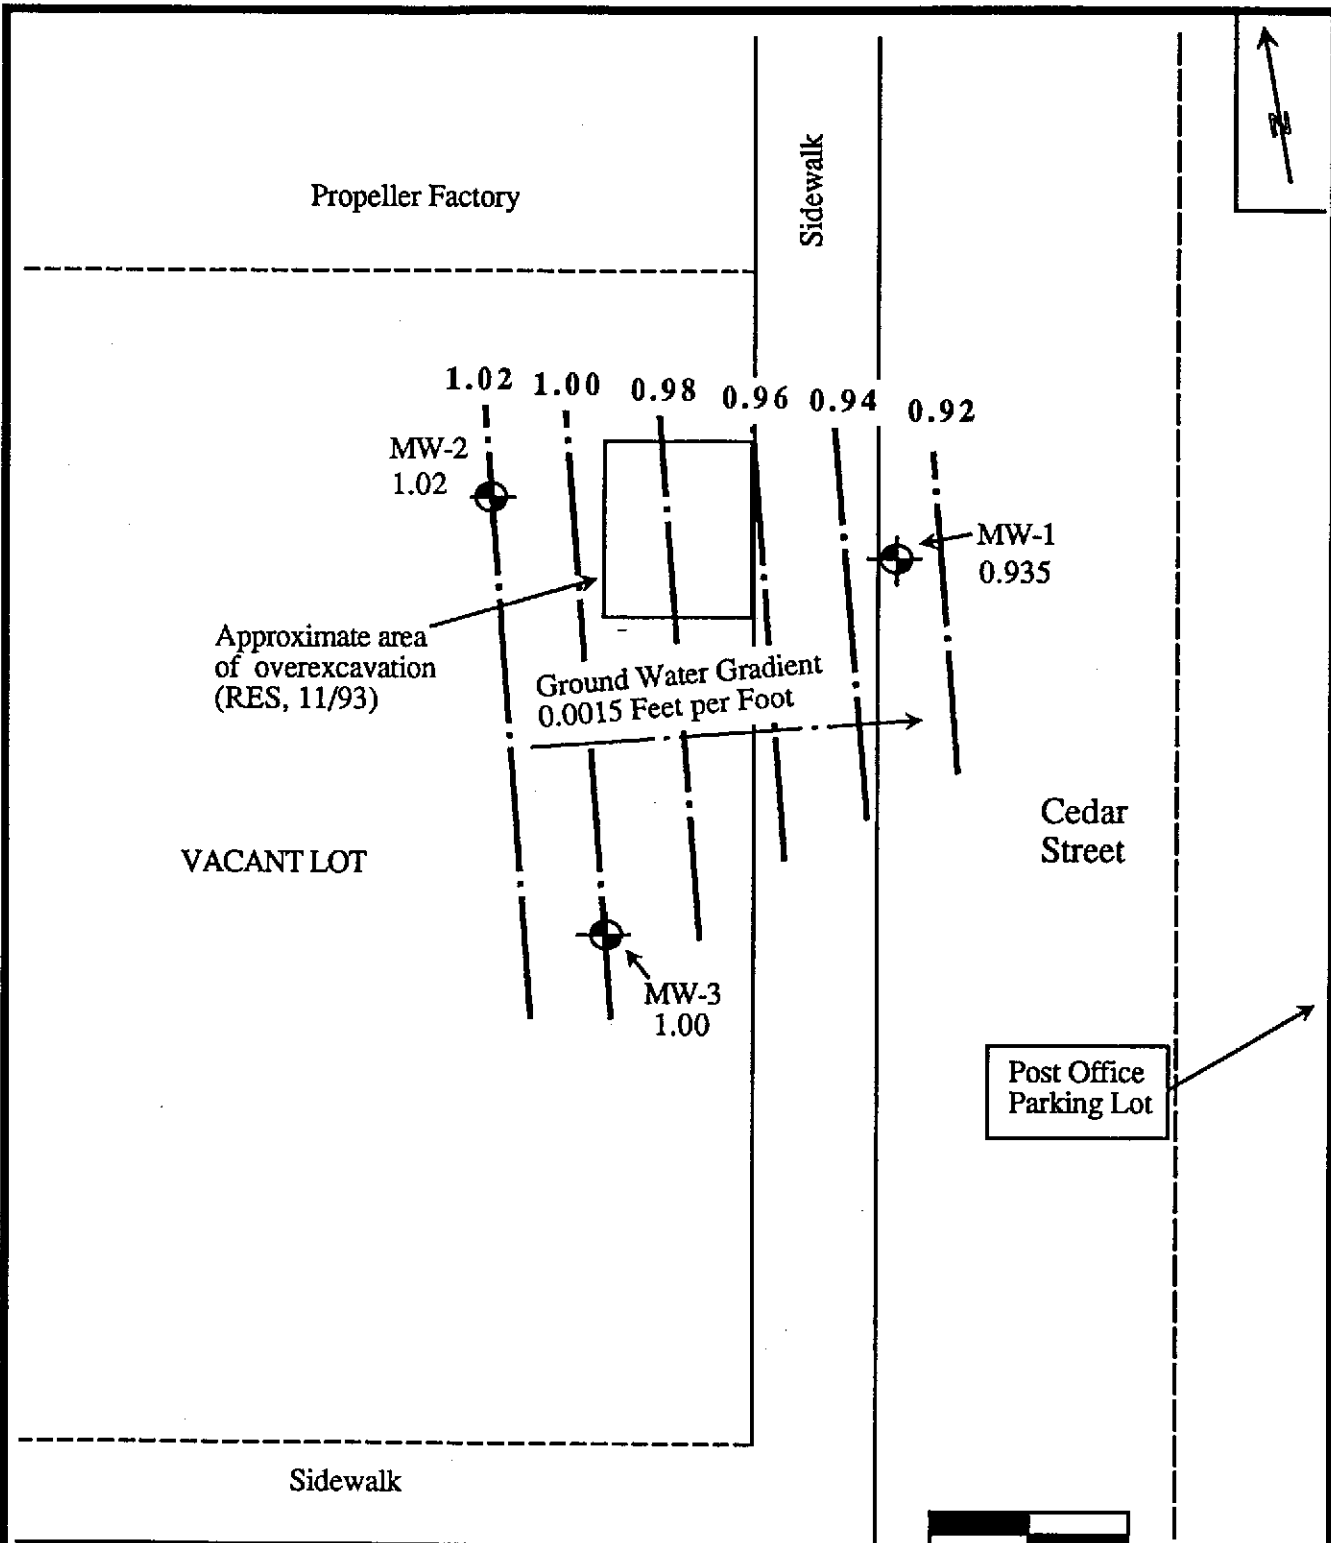 N
Sidewalk
Propeller Factory
1.02 1.00 0.98 0.96 0.94 0.92
MW-2
1.02
MW-1
0.935
Approximate area
of overexcavation
(RES, 11/93)
Ground Water Gradient
0.0015 Feet per Foot
Cedar
Street
VACANT LOT
MW-3
1.00
Post Office
Parking Lot
Sidewalk